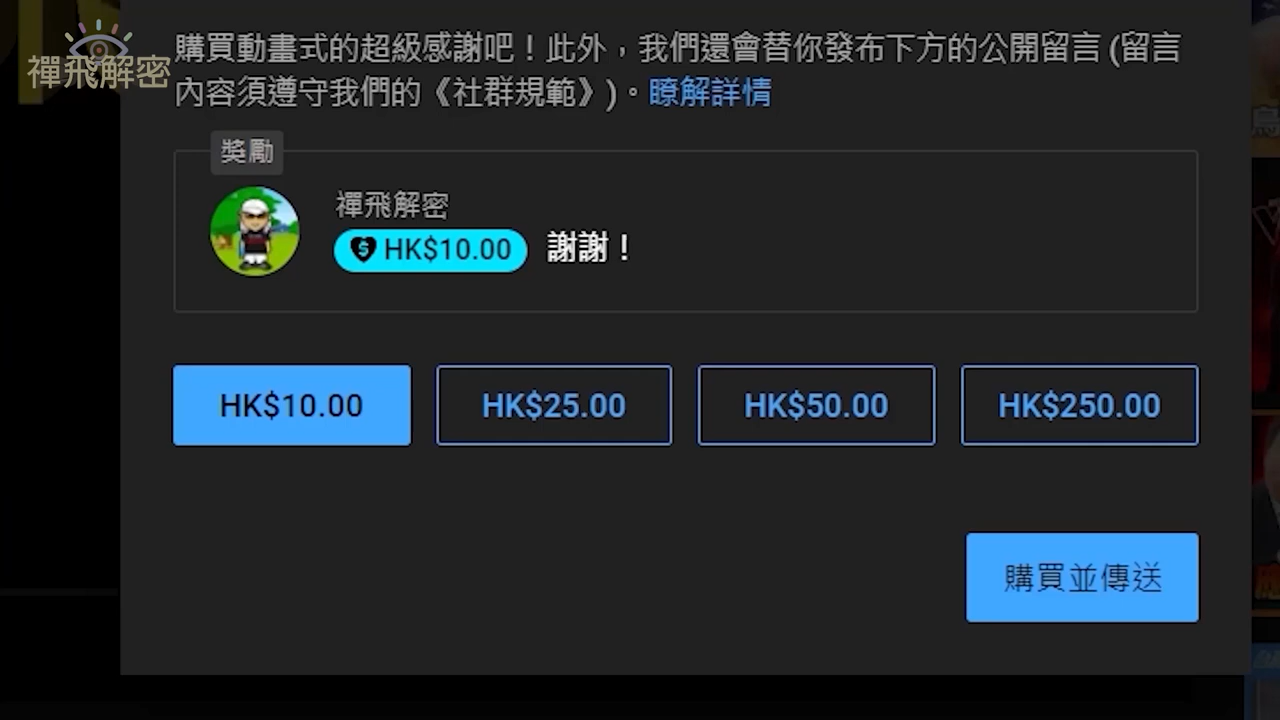 禪飛解密
購買動畫式的超級感謝吧！此外，我們還會替你發布下方的公開留言 (留言
內容須遵守我們的《社群規範》)。瞭解詳情
獎勵
禪飛解密
HK$10.00 謝謝！
HK$10.00 HK$25.00 HK$50.00 HK$250.00
購買並傳送